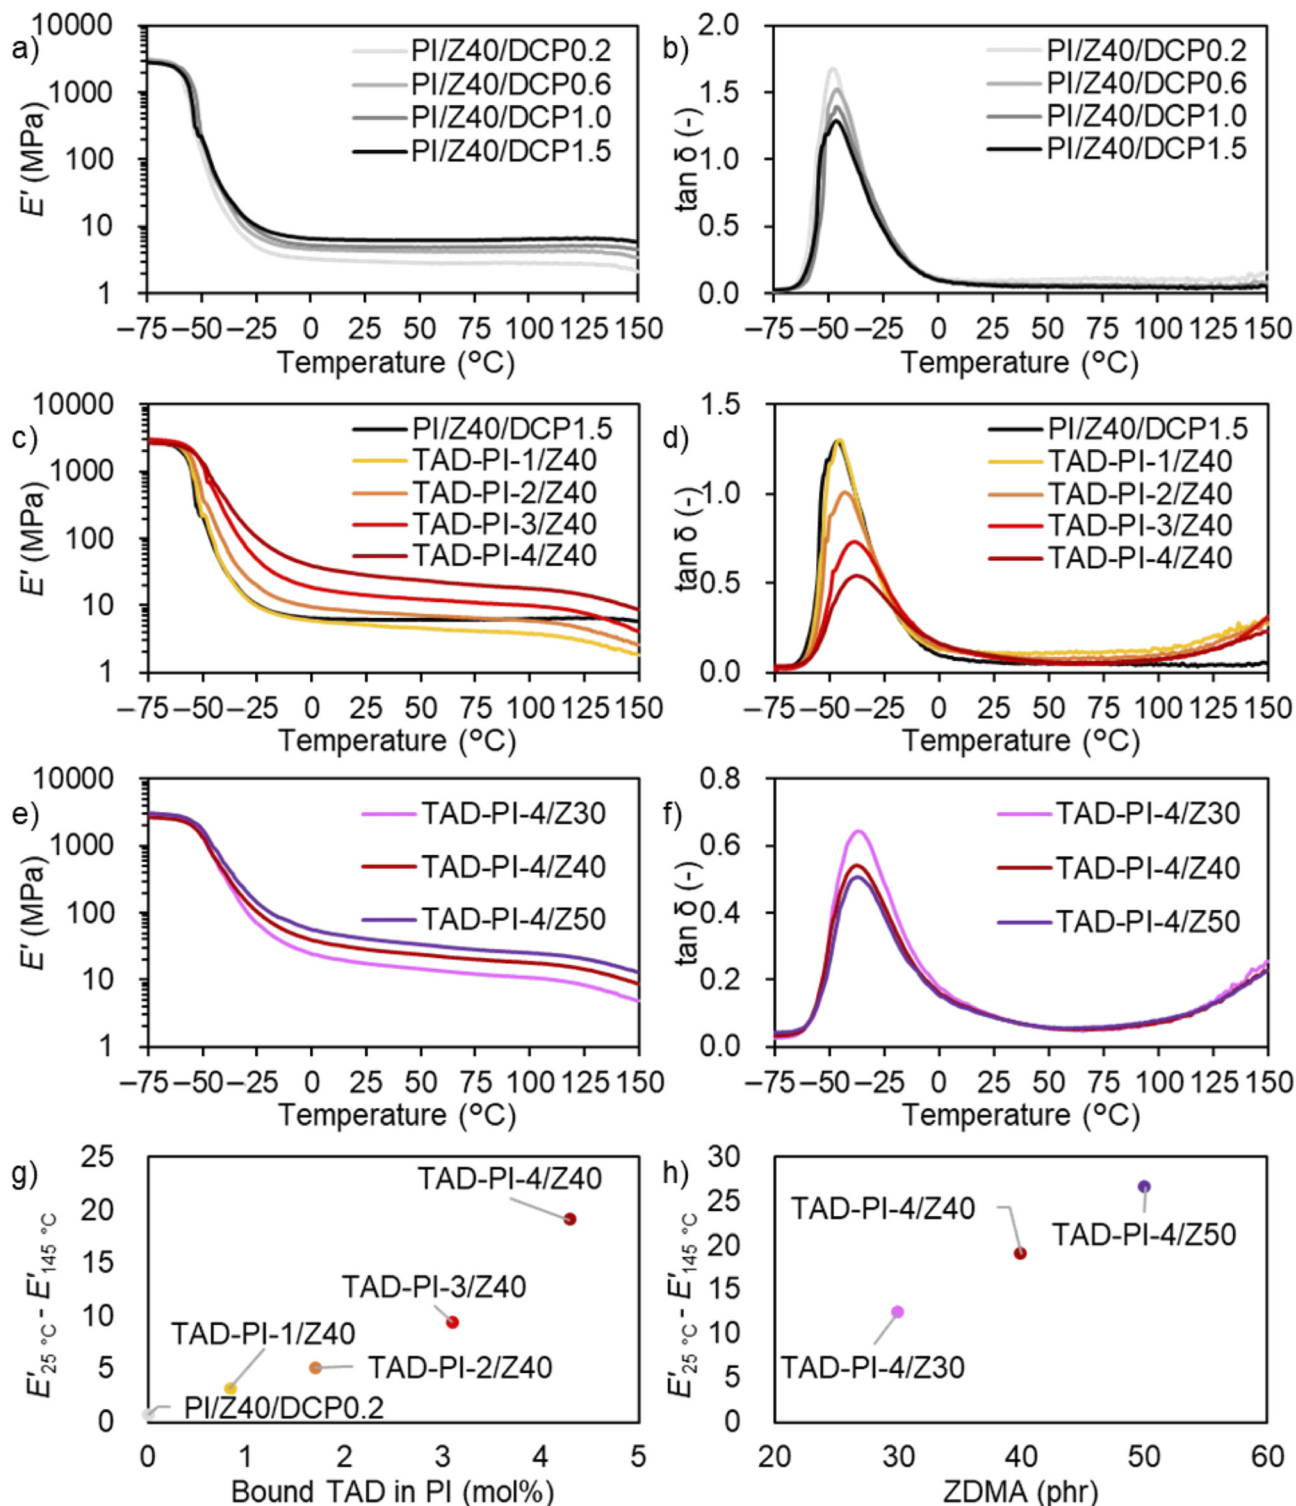 a)
10000
1000
100
10
1
E′ (MPa)
PI/Z40/DCP0.2
PI/Z40/DCP0.6
PI/Z40/DCP1.0
PI/Z40/DCP1.5
−75 −50 −25 0 25 50 75 100 125 150
Temperature (°C)
b)
2.0
1.5
1.0
0.5
0.0
tan δ (-)
PI/Z40/DCP0.2
PI/Z40/DCP0.6
PI/Z40/DCP1.0
PI/Z40/DCP1.5
−75 −50 −25 0 25 50 75 100 125 150
Temperature (°C)
c)
10000
1000
100
10
1
E′ (MPa)
PI/Z40/DCP1.5
TAD-PI-1/Z40
TAD-PI-2/Z40
TAD-PI-3/Z40
TAD-PI-4/Z40
−75 −50 −25 0 25 50 75 100 125 150
Temperature (°C)
d)
1.5
1.0
0.5
0.0
tan δ (-)
PI/Z40/DCP1.5
TAD-PI-1/Z40
TAD-PI-2/Z40
TAD-PI-3/Z40
TAD-PI-4/Z40
−75 −50 −25 0 25 50 75 100 125 150
Temperature (°C)
e)
10000
1000
100
10
1
E′ (MPa)
TAD-PI-4/Z30
TAD-PI-4/Z40
TAD-PI-4/Z50
−75 −50 −25 0 25 50 75 100 125 150
Temperature (°C)
f)
0.8
0.6
0.4
0.2
0.0
tan δ (-)
TAD-PI-4/Z30
TAD-PI-4/Z40
TAD-PI-4/Z50
−75 −50 −25 0 25 50 75 100 125 150
Temperature (°C)
g)
25
20
15
10
5
0
E′25 °C - E′145 °C
TAD-PI-4/Z40
TAD-PI-3/Z40
TAD-PI-1/Z40
TAD-PI-2/Z40
PI/Z40/DCP0.2
0 1 2 3 4 5
Bound TAD in PI (mol%)
h)
30
25
20
15
10
5
0
E′25 °C - E′145 °C
TAD-PI-4/Z40
TAD-PI-4/Z50
TAD-PI-4/Z30
20 30 40 50 60
ZDMA (phr)